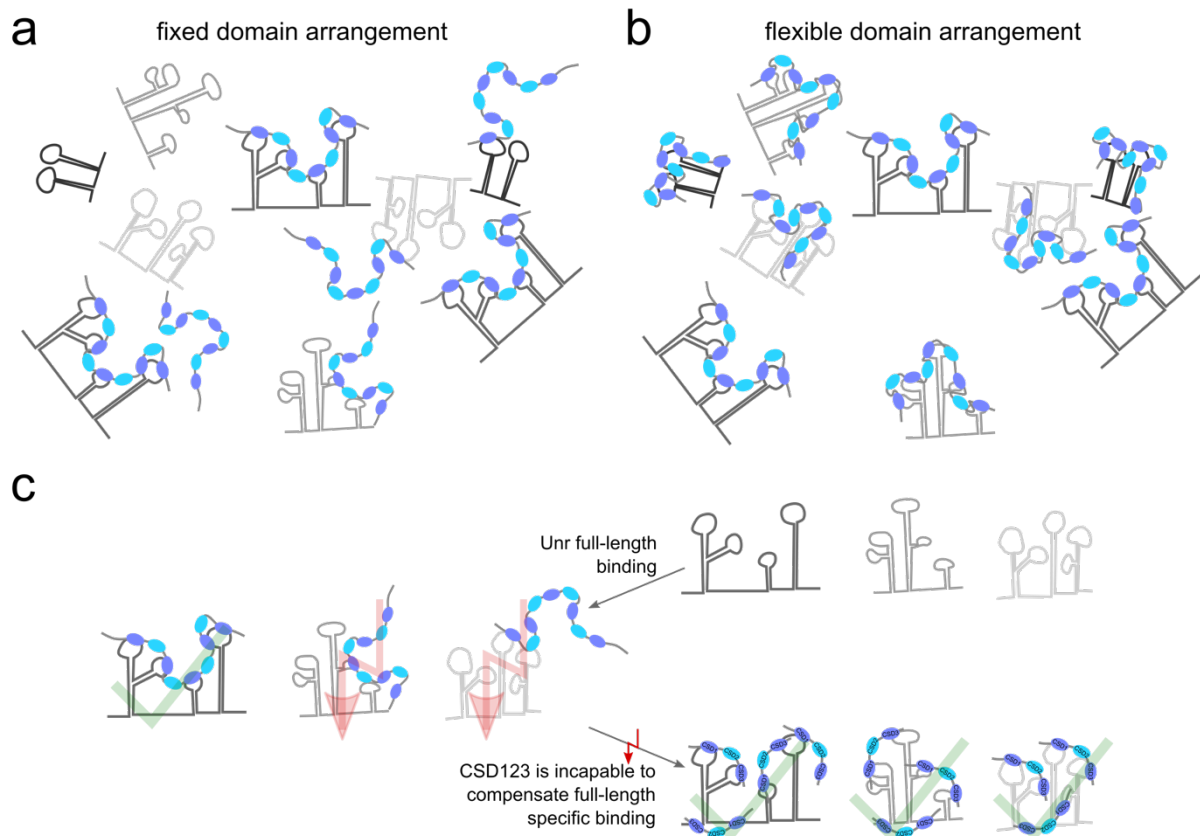 a
fixed domain arrangement
b
flexible domain arrangement
c
Unr full-length
binding
CSD123 is incapable to
compensate full-length
specific binding